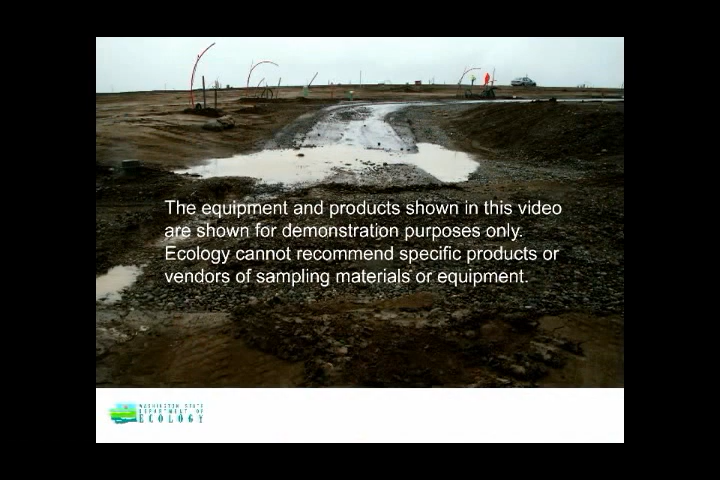 The equipment and products shown in this video
are shown for demonstration purposes only.
Ecology cannot recommend specific products or
vendors of sampling materials or equipment.
WASHINGTON STATE
DEPARTMENT OF
ECOLOGY